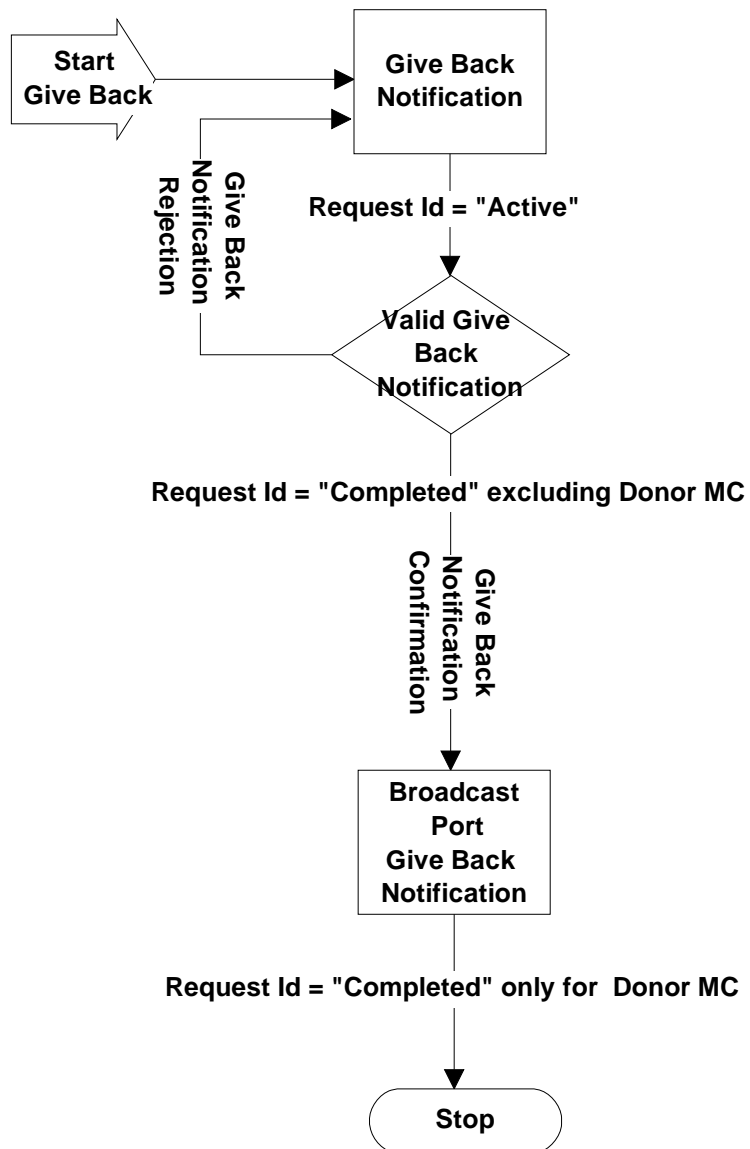 Start
Give Back
Give Back
Notification
Give Back
Notification
Rejection
Request Id = "Active"
Valid Give
Back
Notification
Request Id = "Completed" excluding Donor MC
Give Back
Notification
Confirmation
Broadcast
Port
Give Back
Notification
Request Id = "Completed" only for Donor MC
Stop